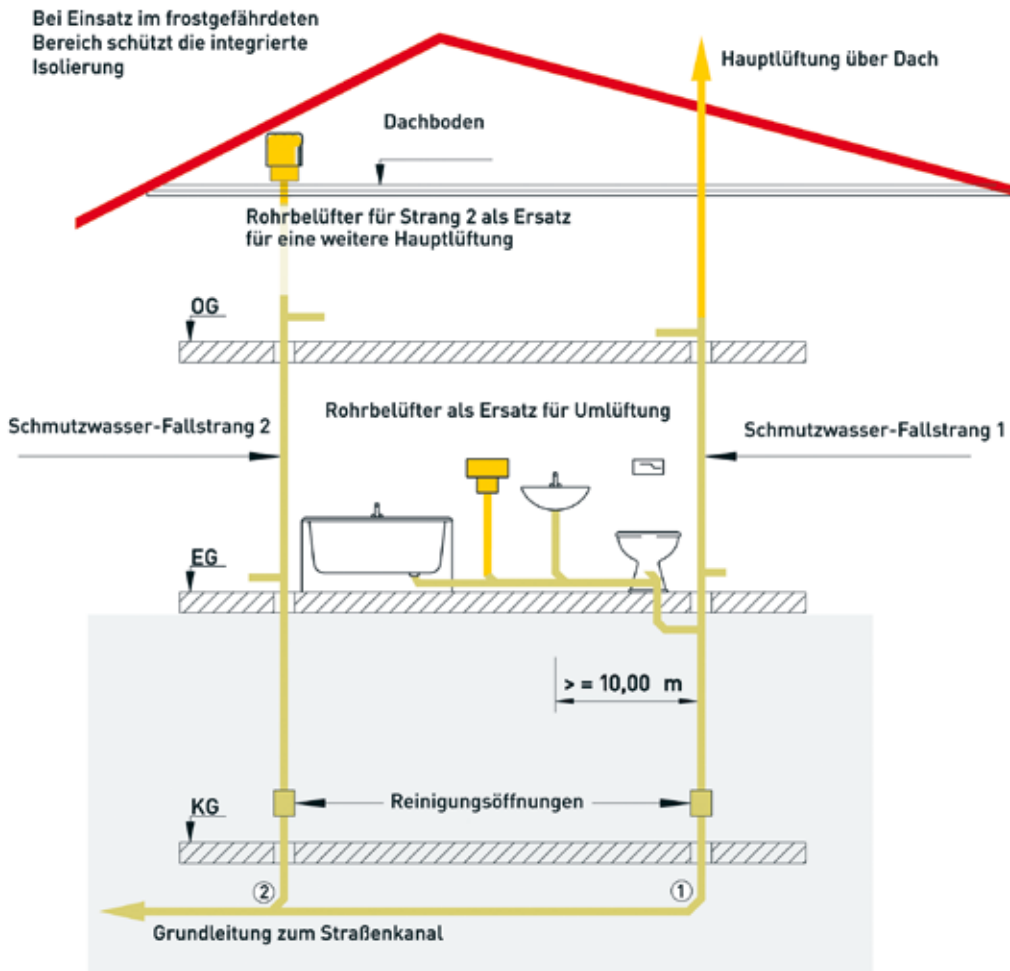 Bei Einsatz im frostgefährdeten
Bereich schützt die integrierte
Isolierung
Hauptlüftung über Dach
Dachboden
Rohrbelüfter für Strang 2 als Ersatz
für eine weitere Hauptlüftung
OG
Rohrbelüfter als Ersatz für Umlüftung
Schmutzwasser-Fallstrang 2
Schmutzwasser-Fallstrang 1
EG
> = 10,00 m
Reinigungsöffnungen
KG
2
1
Grundleitung zum Straßenkanal